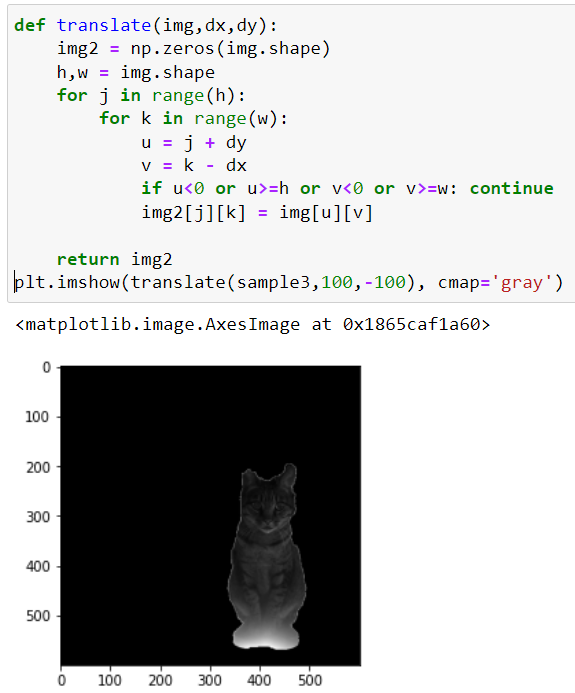 def translate(img,dx,dy):
    img2 = np.zeros(img.shape)
    h,w = img.shape
    for j in range(h):
        for k in range(w):
            u = j + dy
            v = k - dx
            if u<0 or u>=h or v<0 or v>=w: continue
            img2[j][k] = img[u][v]

    return img2
plt.imshow(translate(sample3,100,-100), cmap='gray')
<matplotlib.image.AxesImage at 0x1865caf1a60>
0
100
200
300
400
500
0 100 200 300 400 500